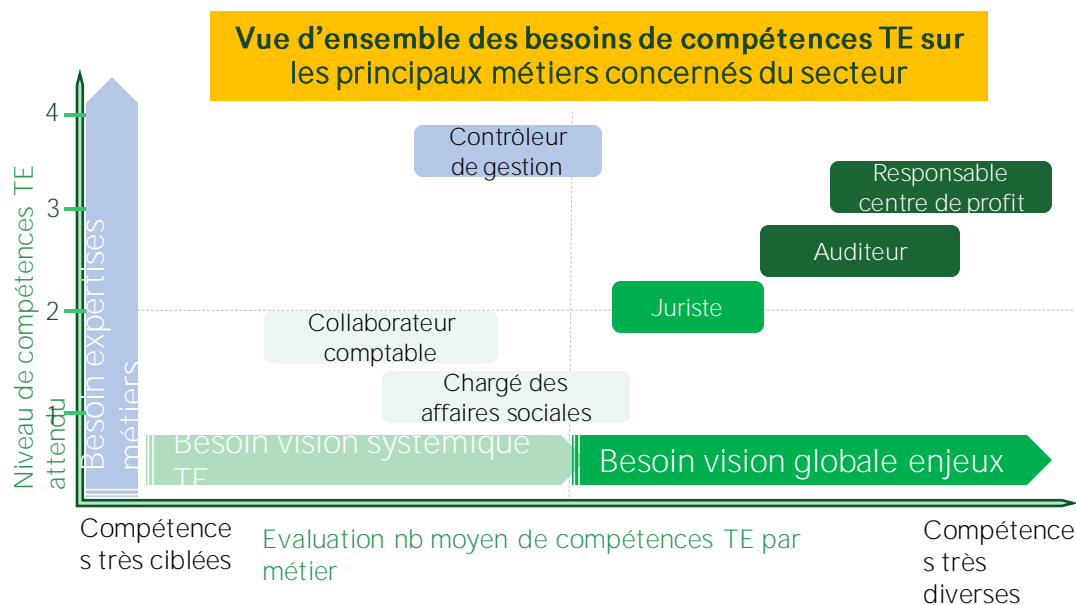 Vue d’ensemble des besoins de compétences TE sur
les principaux métiers concernés du secteur
Niveau de compétences TE
attendu
4
3
2
1
Besoin expertises
métiers
Contrôleur
de gestion
Responsable
centre de profit
Auditeur
Juriste
Collaborateur
comptable
Chargé des
affaires sociales
Besoin vision systémique
TE
Besoin vision globale enjeux
Compétence
s très ciblées
Evaluation nb moyen de compétences TE par
métier
Compétence
s très
diverses